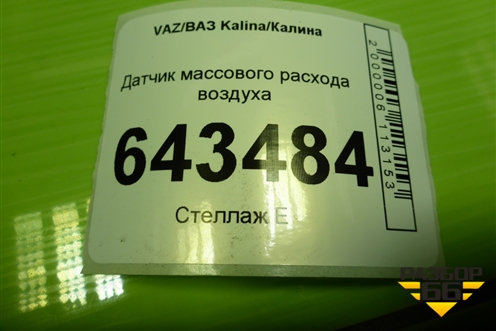 VAZ/ВАЗ Kalina/Калина
Датчик массового расхода
воздуха
643484
Стеллаж Е
2000006113153
РАЗБОР
66